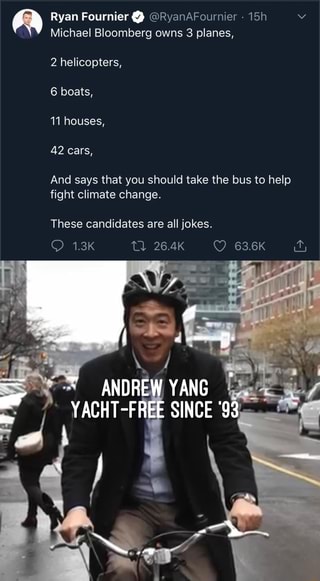 Ryan Fournier @RyanAFournier · 15h
Michael Bloomberg owns 3 planes,
2 helicopters,
6 boats,
11 houses,
42 cars,
And says that you should take the bus to help
fight climate change.
These candidates are all jokes.
1.3K 26.4K 63.6K
ANDREW YANG
YACHT-FREE SINCE '93